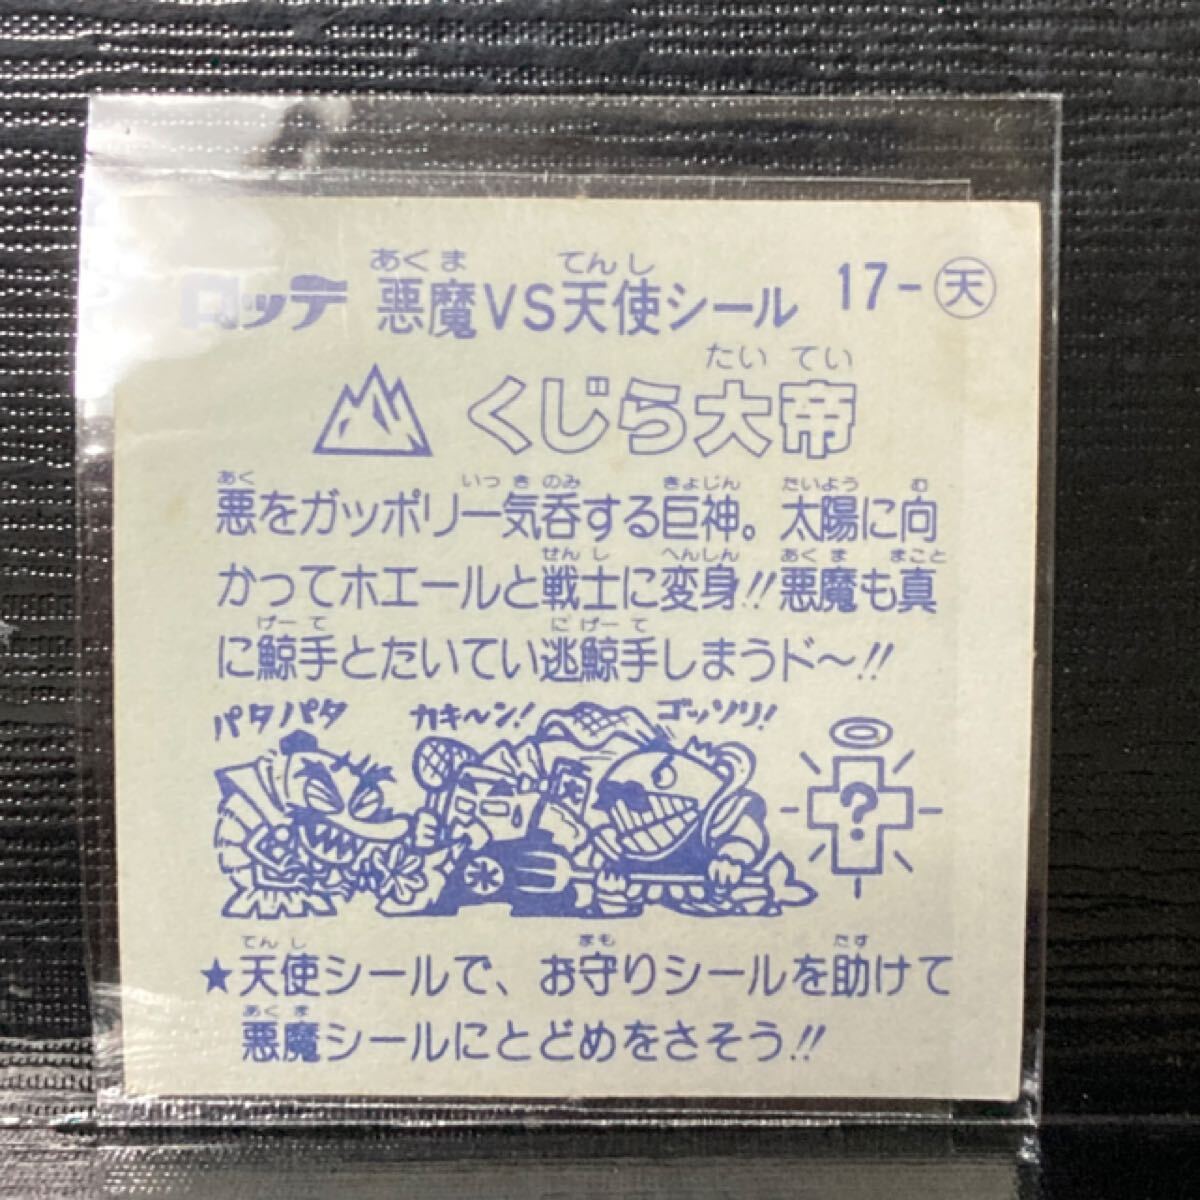 ロッテ 悪魔VS天使シール 17-天
あくま てんし
くじら大帝
たいてい
あく いっきのみ きょじん たいよう む
悪をガッポリ一気呑する巨神。太陽に向
せんし へんしん あくま まこと
かってホエールと戦士に変身!!悪魔も真
げーて にげーて
に鯨手とたいてい逃鯨手しまうド〜!!
パタパタ カキ〜ン! ゴッソリ!
?
てんし まも たす
★天使シールで、お守りシールを助けて
あくま
悪魔シールにとどめをさそう!!